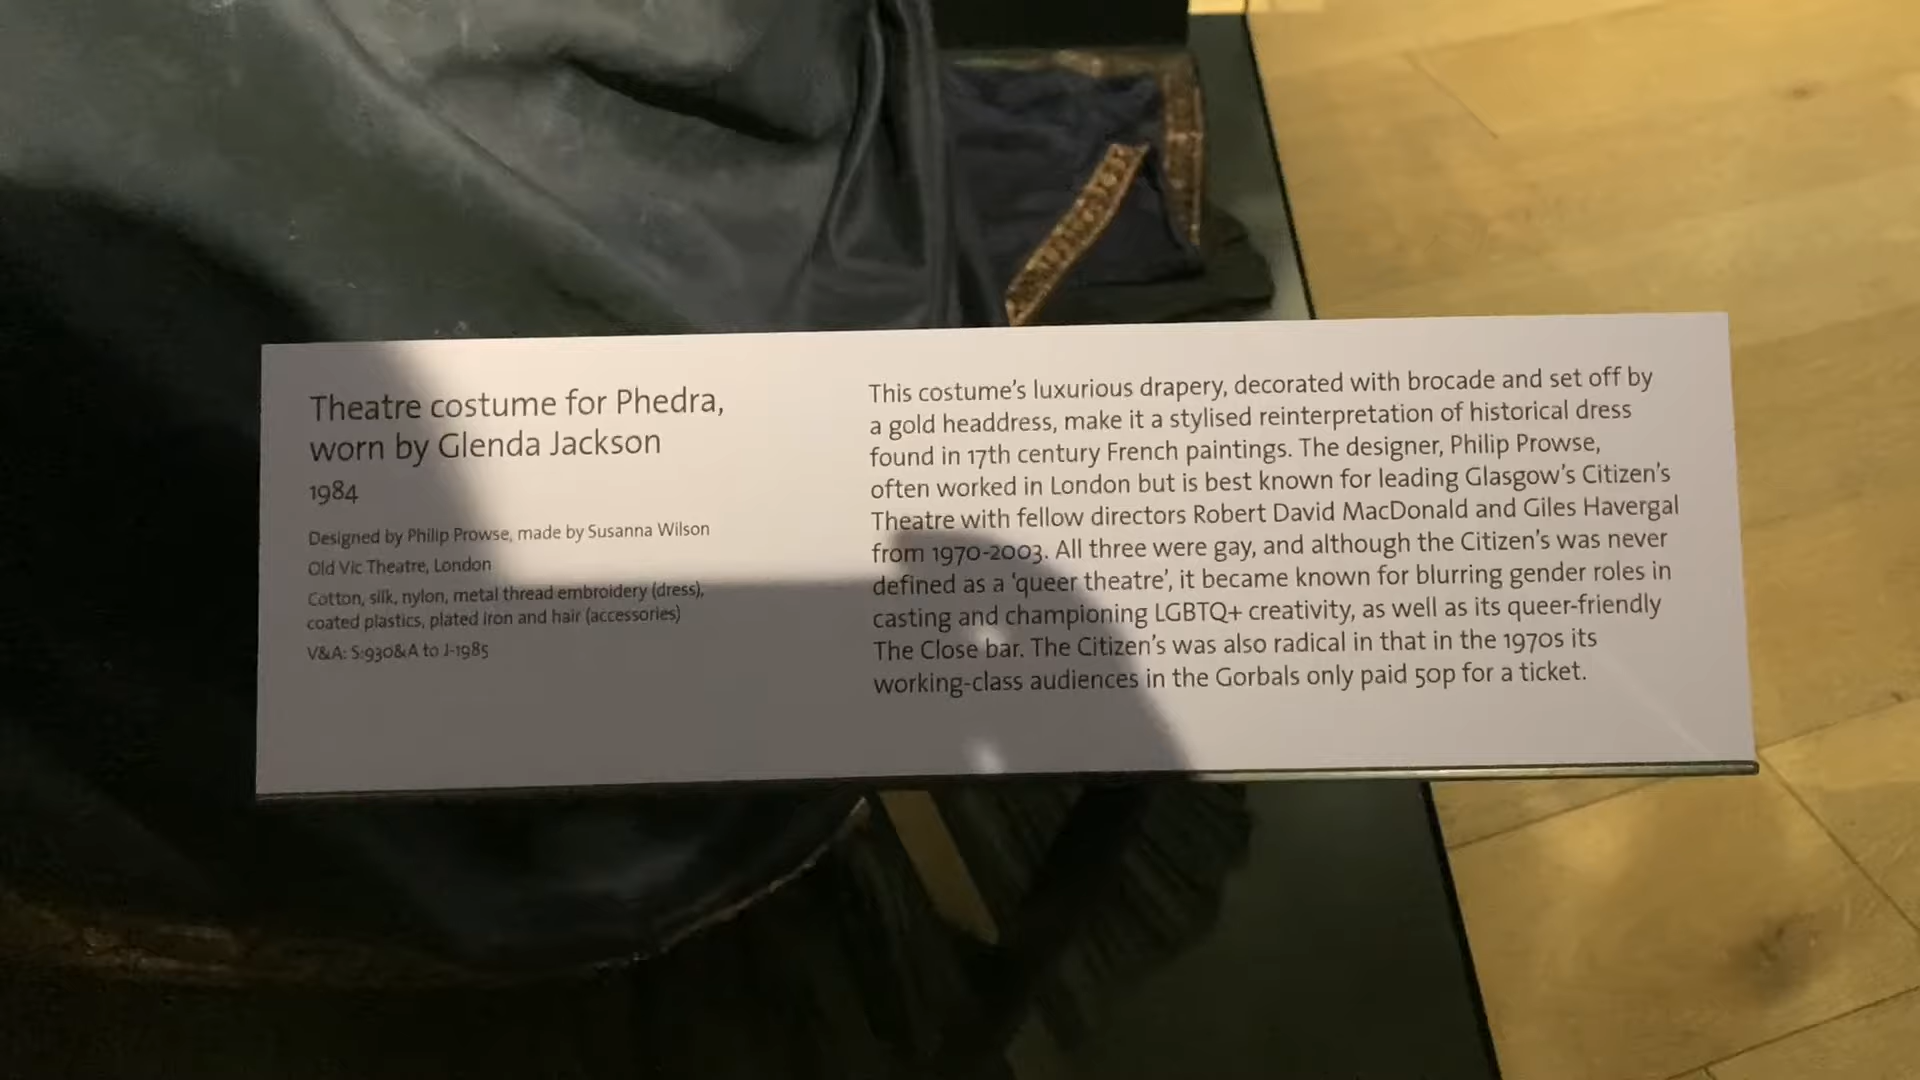 Theatre costume for Phedra,
worn by Glenda Jackson
1984
Designed by Philip Prowse, made by Susanna Wilson
Old Vic Theatre, London
Cotton, silk, nylon, metal thread embroidery (dress),
coated plastics, plated iron and hair (accessories)
V&A: S:930&A to J-1985
This costume's luxurious drapery, decorated with brocade and set off by
a gold headdress, make it a stylised reinterpretation of historical dress
found in 17th century French paintings. The designer, Philip Prowse,
often worked in London but is best known for leading Glasgow's Citizen's
Theatre with fellow directors Robert David MacDonald and Giles Havergal
from 1970-2003. All three were gay, and although the Citizen's was never
defined as a 'queer theatre', it became known for blurring gender roles in
casting and championing LGBTQ+ creativity, as well as its queer-friendly
The Close bar. The Citizen's was also radical in that in the 1970s its
working-class audiences in the Gorbals only paid 50p for a ticket.